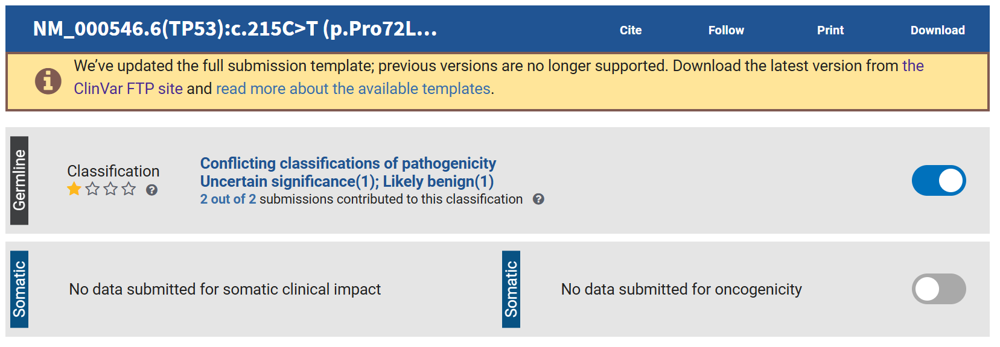 NM_000546.6(TP53):c.215C>T (p.Pro72L...
Cite
Follow
Print
Download
We’ve updated the full submission template; previous versions are no longer supported. Download the latest version from the
ClinVar FTP site and read more about the available templates.
Germline
Classification
Conflicting classifications of pathogenicity
Uncertain significance(1); Likely benign(1)
2 out of 2 submissions contributed to this classification
Somatic
No data submitted for somatic clinical impact
Somatic
No data submitted for oncogenicity